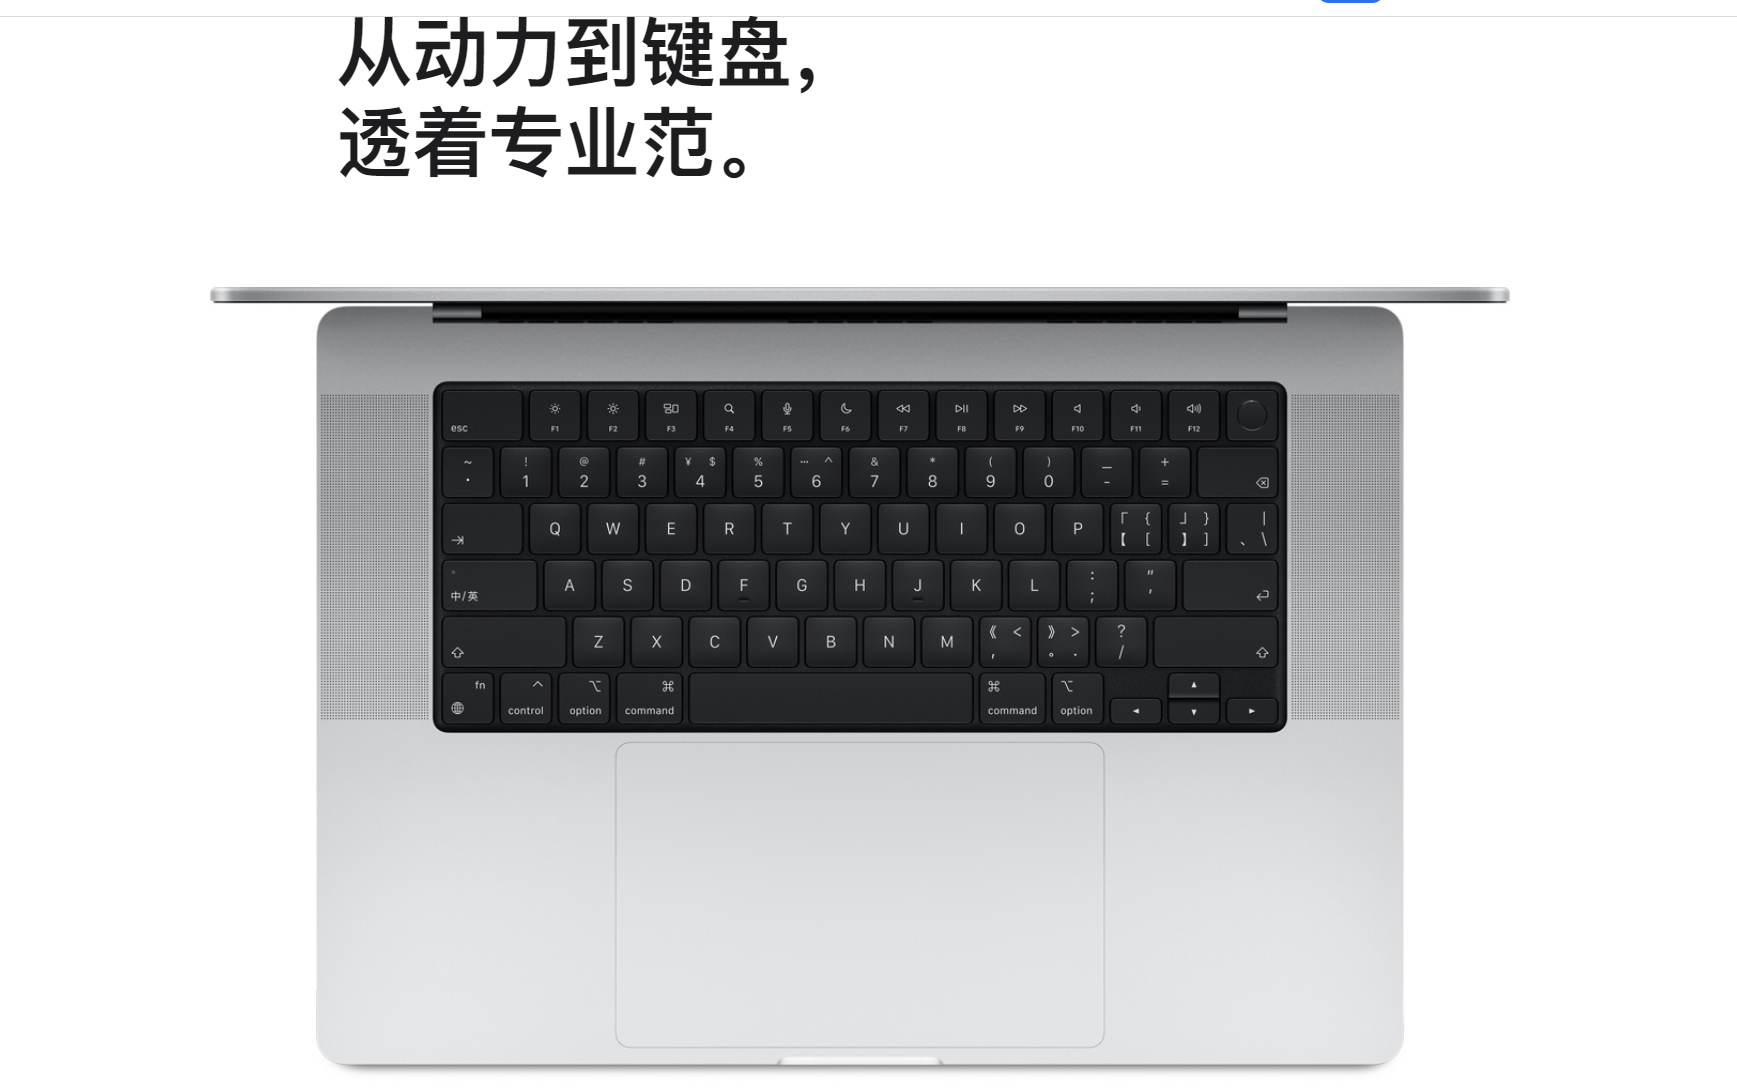 从动力到键盘，
透着专业范。
esc F1 F2 F3 F4 F5 F6 F7 F8 F9 F10 F11 F12
~ ! @ # ¥ $ % … ^ & * ( ) — +
· 1 2 3 4 5 6 7 8 9 0 - =
Q W E R T Y U I O P 「 { 」 } |
【 [ 】 ] 、 \
A S D F G H J K L : "
中/英 ; '
Z X C V B N M 《 < 》 > ?
, 。 . /
fn ^ ⌥ ⌘ ⌘ ⌥
control option command command option